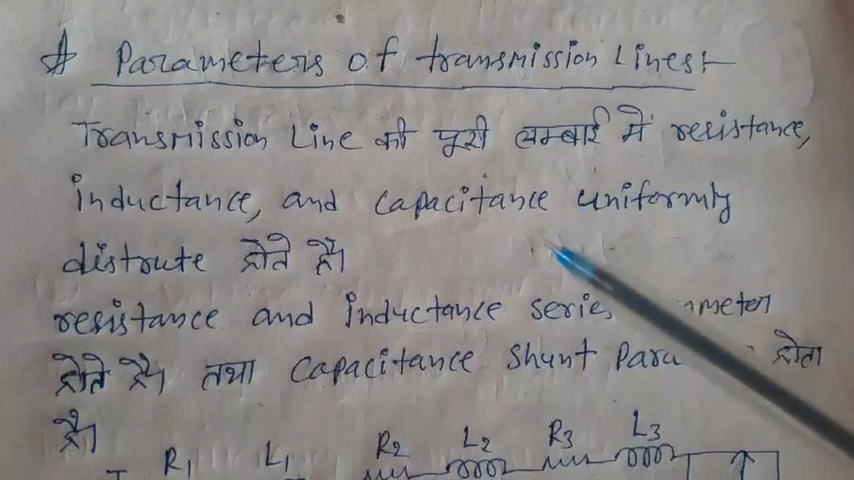 # Parameters of transmission Lines:-
Transmission Line की पूरी लम्बाई में resistance,
inductance, and capacitance uniformly
distrute होते है।
resistance and inductance series
होते है। तथा capacitance shunt होता
है।
R1 L1 R2 L2 R3 L3